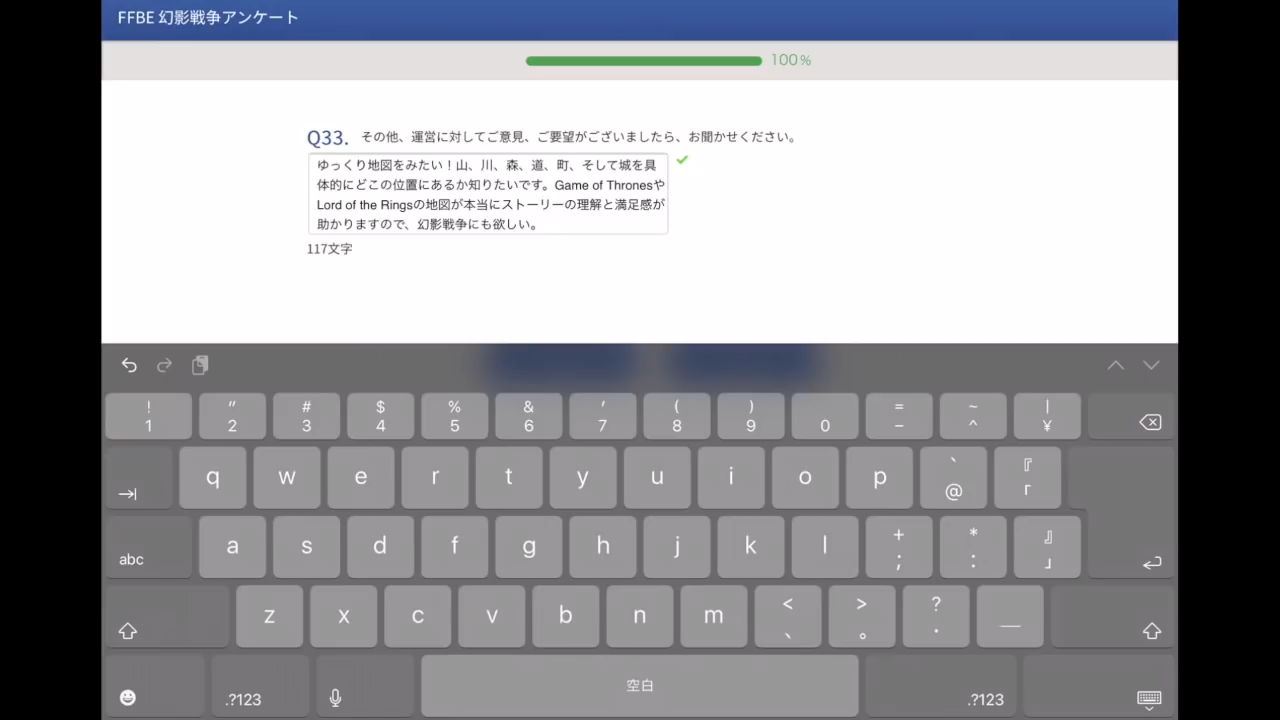 FFBE 幻影戦争アンケート
100%
Q33. その他、運営に対してご意見、ご要望がございましたら、お聞かせください。
ゆっくり地図をみたい！山、川、森、道、町、そして城を具
体的にどこの位置にあるか知りたいです。Game of Thronesや
Lord of the Ringsの地図が本当にストーリーの理解と満足感が
助かりますので、幻影戦争にも欲しい。
117文字
! " # $ % & ' ( ) = ~ |
1 2 3 4 5 6 7 8 9 0 - ^ ¥
q w e r t y u i o p ` @ 『 「
abc a s d f g h j k l + ; * : 』 」
z x c v b n m < 、 > 。 ? ・ __
.?123 空白 .?123